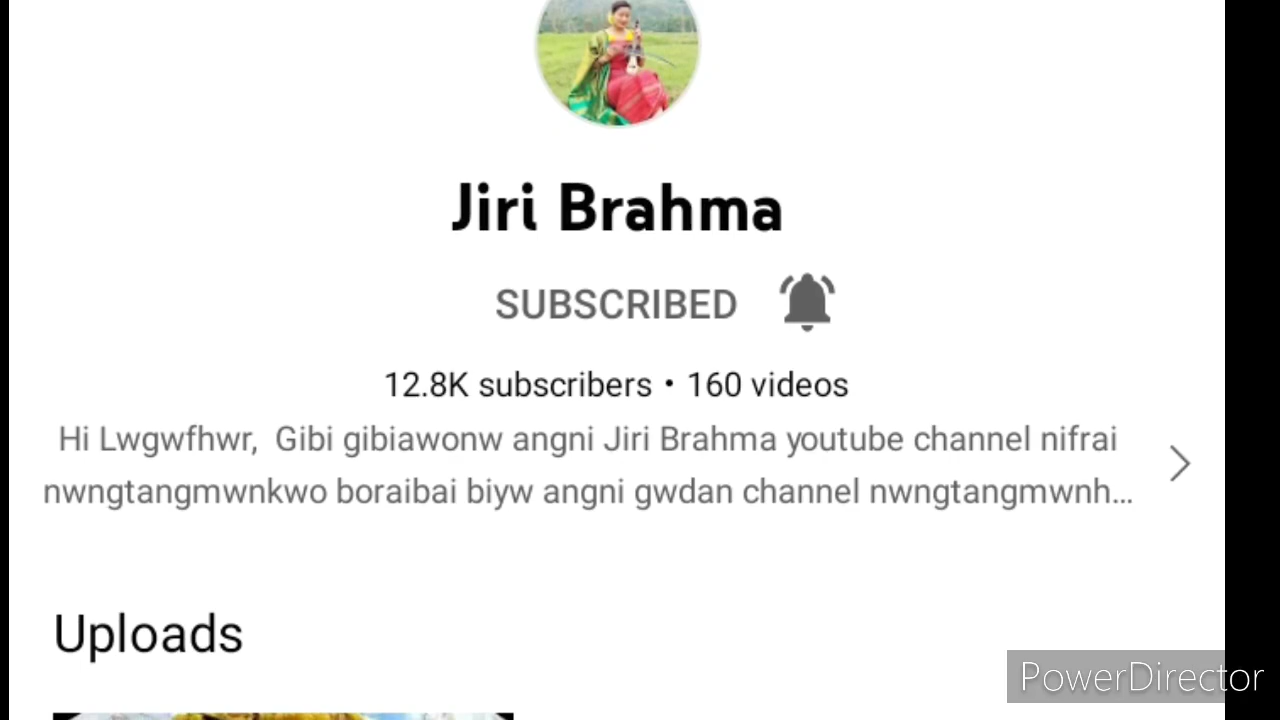 Jiri Brahma
SUBSCRIBED
12.8K subscribers • 160 videos
Hi Lwgwfhwr, Gibi gibiawonw angni Jiri Brahma youtube channel nifrai
nwngtangmwnkwo boraibai biyw angni gwdan channel nwngtangmwnh...
Uploads
PowerDirector